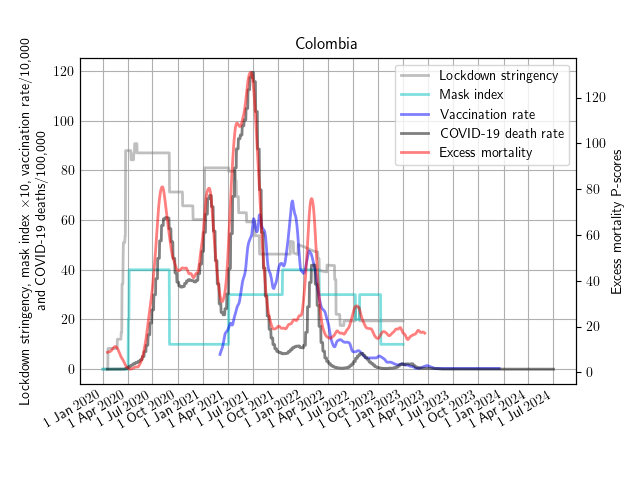 Colombia
Lockdown stringency, mask index ×10, vaccination rate/10,000
and COVID-19 deaths/100,000
120
100
80
60
40
20
0
Lockdown stringency
Mask index
Vaccination rate
COVID-19 death rate
Excess mortality
120
100
80
60
40
20
0
Excess mortality P-scores
1 Jan 2020
1 Apr 2020
1 Jul 2020
1 Oct 2020
1 Jan 2021
1 Apr 2021
1 Jul 2021
1 Oct 2021
1 Jan 2022
1 Apr 2022
1 Jul 2022
1 Oct 2022
1 Jan 2023
1 Apr 2023
1 Jul 2023
1 Oct 2023
1 Jan 2024
1 Apr 2024
1 Jul 2024